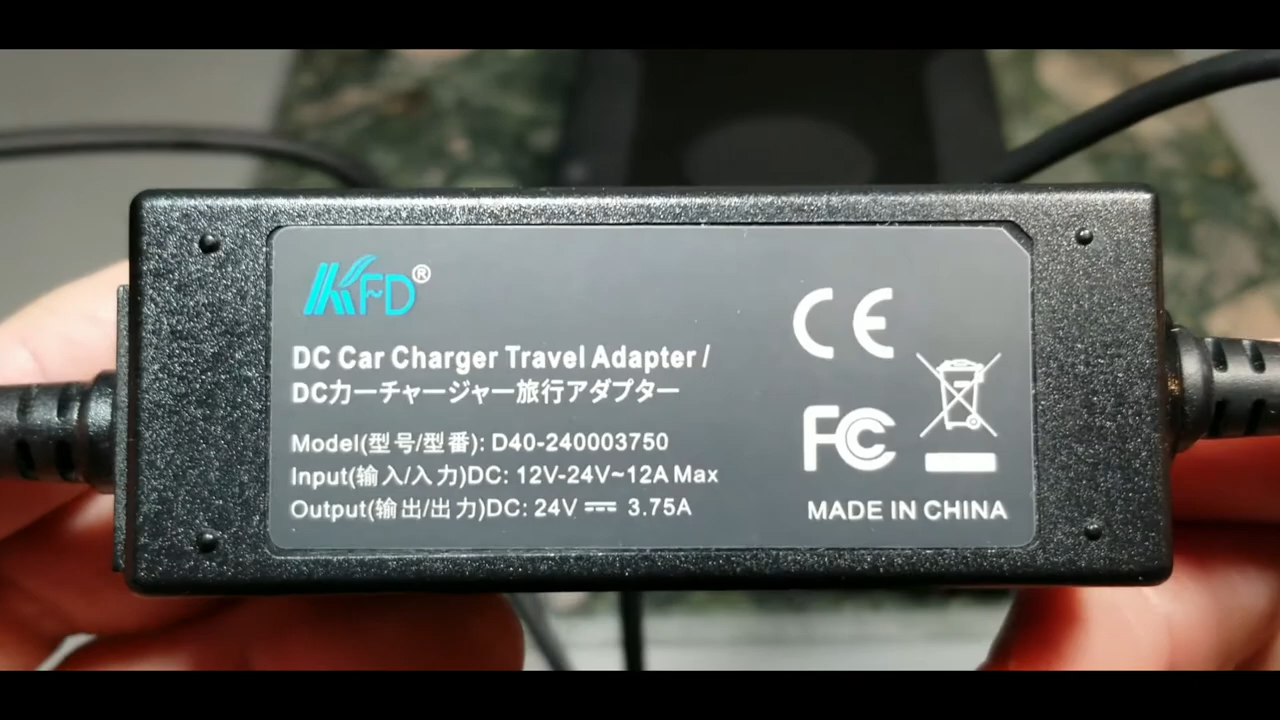 KFD®
DC Car Charger Travel Adapter /
DCカーチャージャー旅行アダプター
Model(型号/型番): D40-240003750
Input(输入/入力)DC: 12V-24V~12A Max
Output(输出/出力)DC: 24V ⎓ 3.75A
CE
FC
MADE IN CHINA